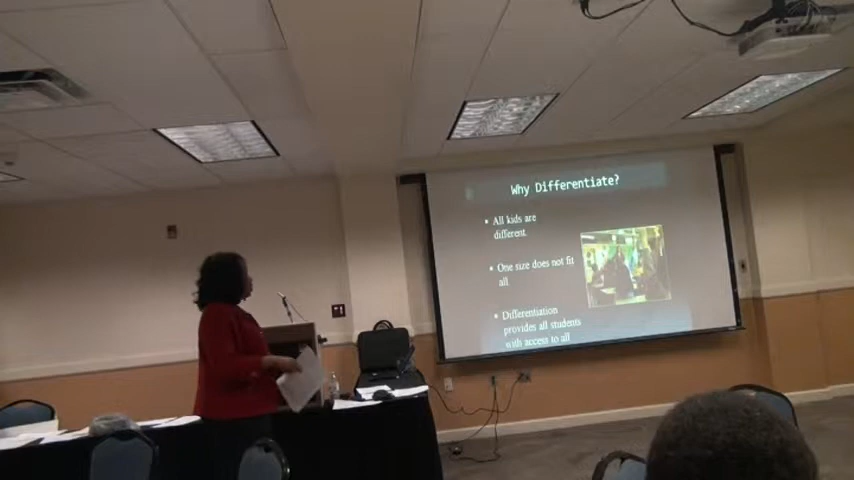 Why Differentiate?
All kids are
different.
One size does not fit
all
Differentiation
provides all students
with access to all